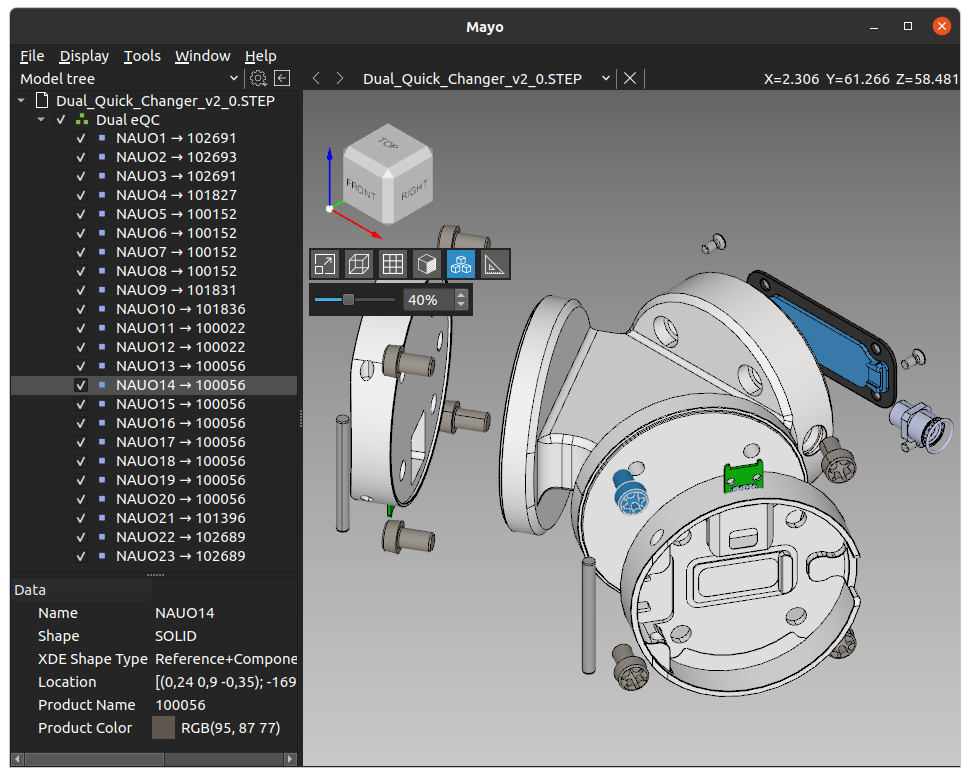 Mayo
File Display Tools Window Help
Model tree
Dual_Quick_Changer_v2_0.STEP
X=2.306 Y=61.266 Z=58.481
Dual_Quick_Changer_v2_0.STEP
Dual eQC
NAUO1 → 102691
NAUO2 → 102693
NAUO3 → 102691
NAUO4 → 101827
NAUO5 → 100152
NAUO6 → 100152
NAUO7 → 100152
NAUO8 → 100152
NAUO9 → 101831
NAUO10 → 101836
NAUO11 → 100022
NAUO12 → 100022
NAUO13 → 100056
NAUO14 → 100056
NAUO15 → 100056
NAUO16 → 100056
NAUO17 → 100056
NAUO18 → 100056
NAUO19 → 100056
NAUO20 → 100056
NAUO21 → 101396
NAUO22 → 102689
NAUO23 → 102689
Data
Name NAUO14
Shape SOLID
XDE Shape Type Reference+Compone
Location [(0,24 0,9 -0,35); -169
Product Name 100056
Product Color RGB(95, 87 77)
TOP
FRONT
RIGHT
40%